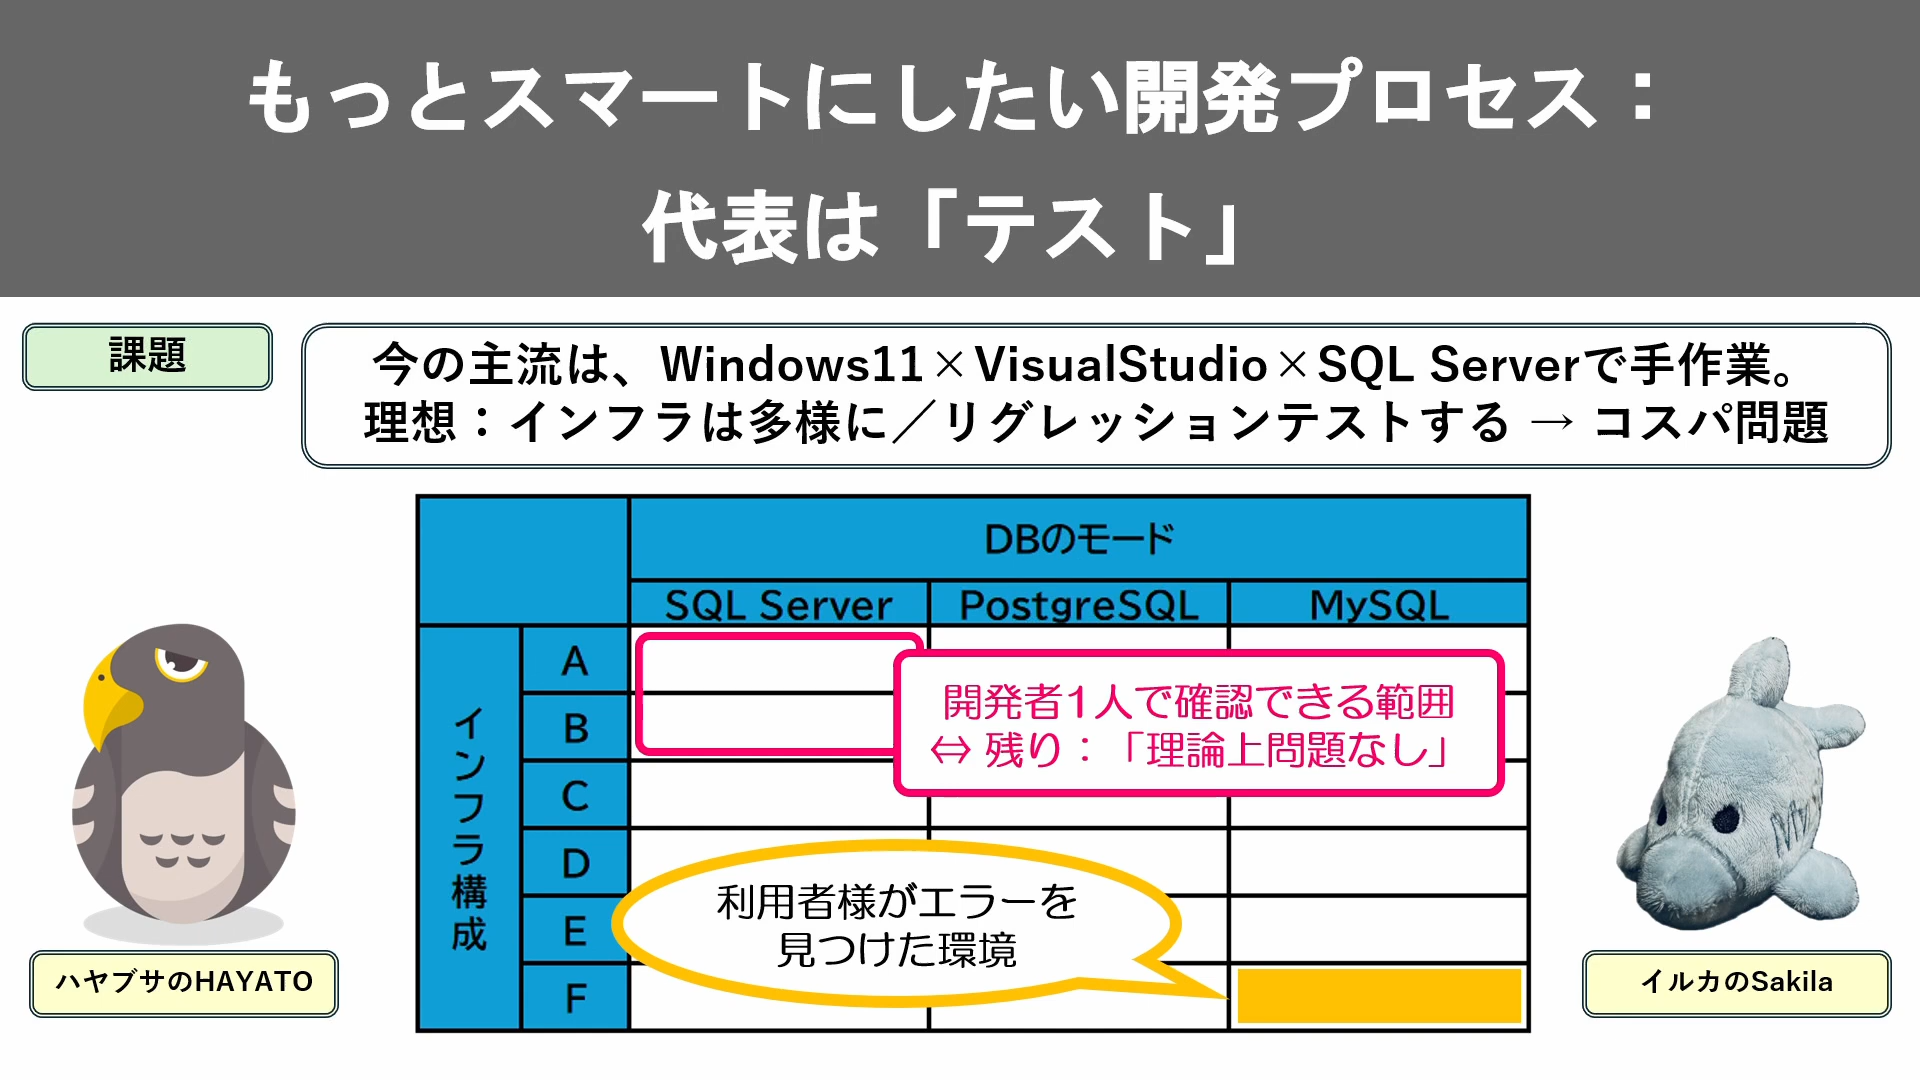 もっとスマートにしたい開発プロセス：
代表は「テスト」
課題
今の主流は、Windows11×VisualStudio×SQL Serverで手作業。
理想：インフラは多様に／リグレッションテストする → コスパ問題
DBのモード
SQL Server PostgreSQL MySQL
インフラ構成
A
B
C
D
E
F
開発者1人で確認できる範囲
⇔ 残り：「理論上問題なし」
利用者様がエラーを
見つけた環境
ハヤブサのHAYATO
イルカのSakila